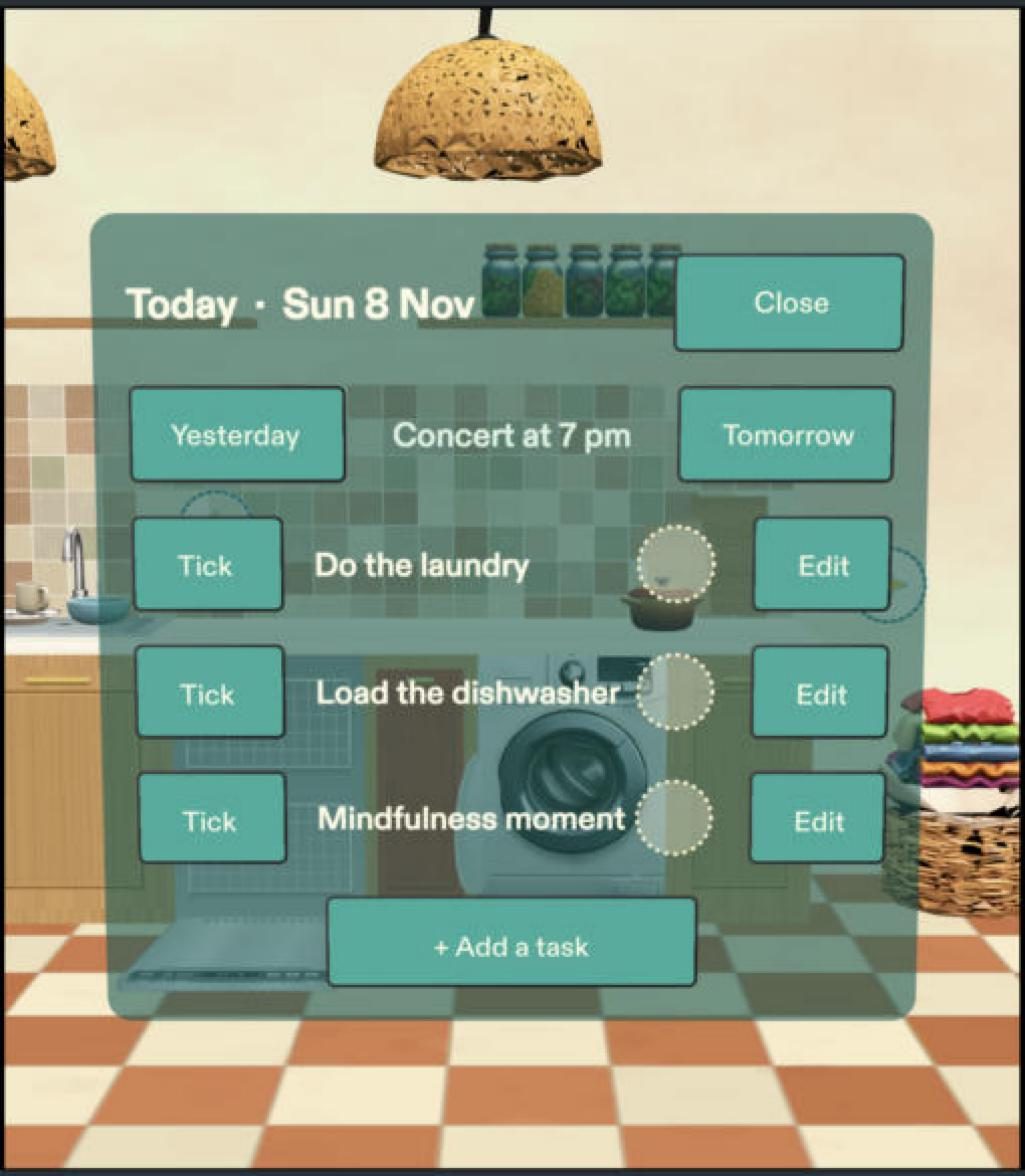 Today · Sun 8 Nov Close
Yesterday Concert at 7 pm Tomorrow
Tick Do the laundry Edit
Tick Load the dishwasher Edit
Tick Mindfulness moment Edit
+ Add a task